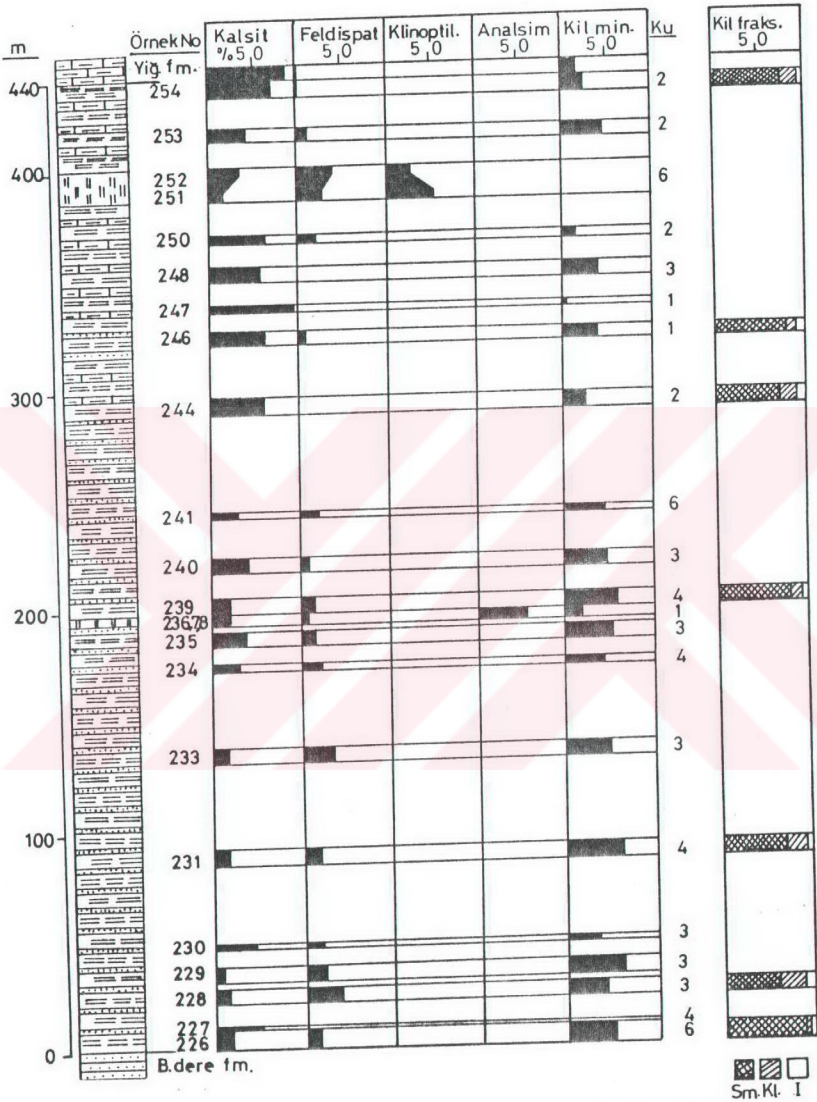 Kalsit Feldispat Klinoptil. Analsim Kil min. Ku Kil fraks.
m Örnek No % 5,0 5,0 5,0 5,0 5,0 5,0
Yiğ. fm.
440 254 2
253 2
400 252 6
251
250 2
248 3
247 1
246 1
300 244 2
241 6
240 3
239 4
200 236,7,8 1
235 3
234 4
233 3
100 231 4
230 3
229 3
228 3
227 4
226 6
0
B.dere fm.
Sm. Kl. I